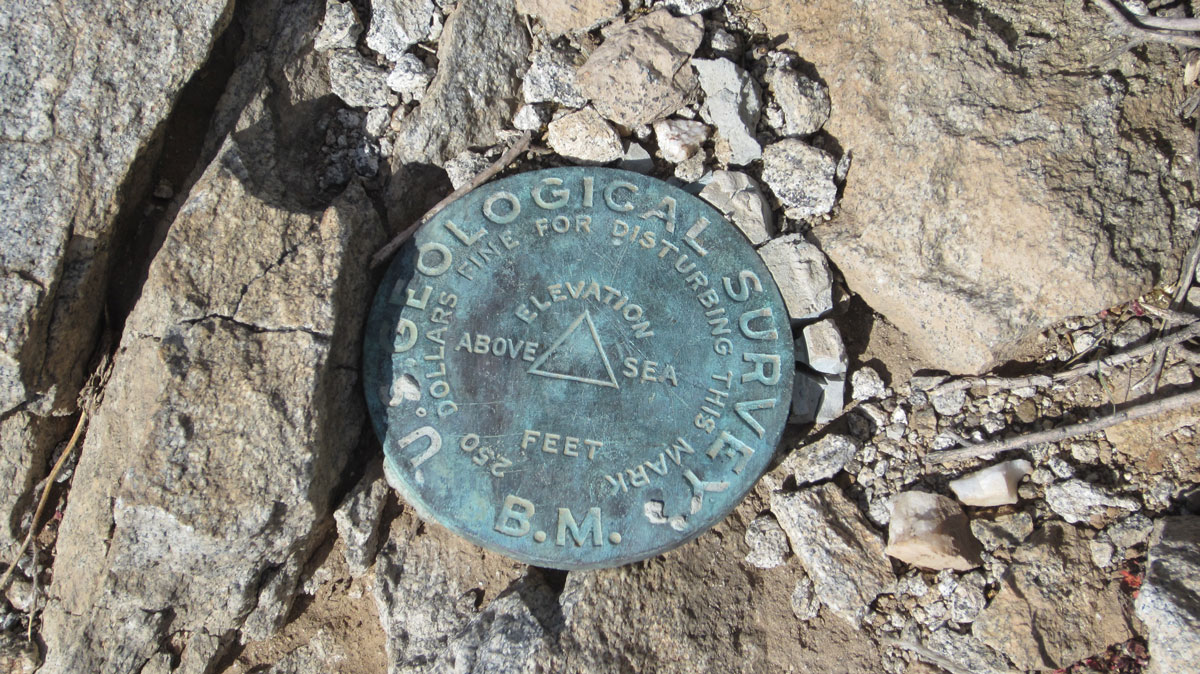 U.S. GEOLOGICAL SURVEY
B.M.
250 DOLLARS FINE FOR DISTURBING THIS MARK
ELEVATION
ABOVE SEA
FEET